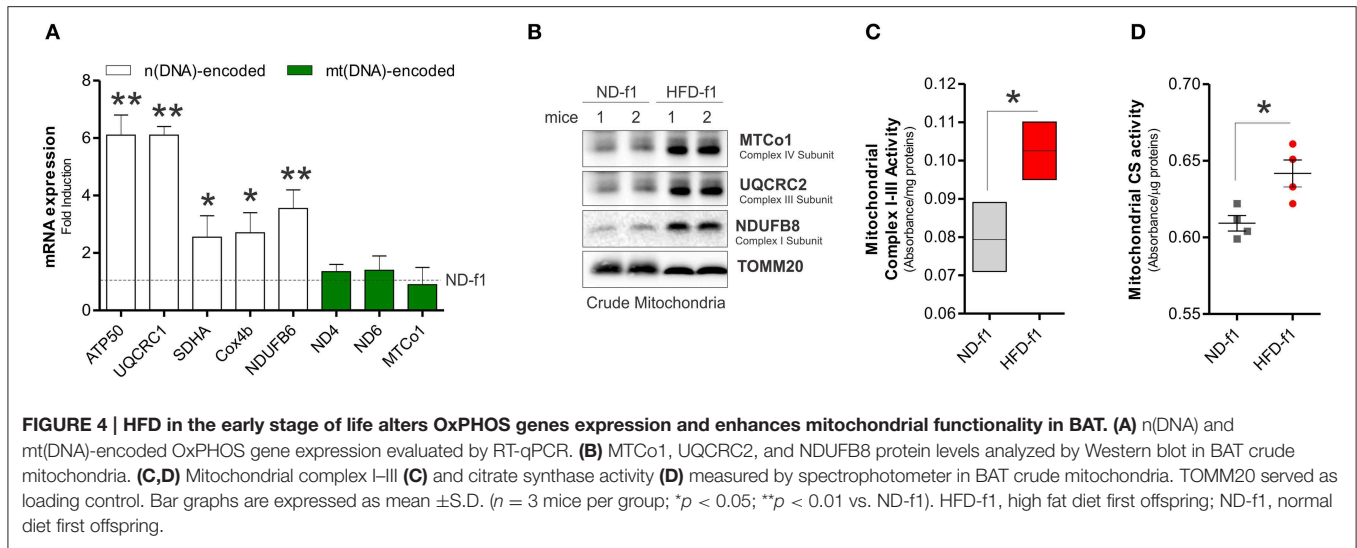 A
n(DNA)-encoded mt(DNA)-encoded
mRNA expression
Fold Induction
8
6
4
2
0
** ** * * **
ND-f1
ATP50 UQCRC1 SDHA Cox4b NDUFB6 ND4 ND6 MTCo1
B
ND-f1 HFD-f1
mice 1 2 1 2
MTCo1
Complex IV Subunit
UQCRC2
Complex III Subunit
NDUFB8
Complex I Subunit
TOMM20
Crude Mitochondria
C
Mitochondrial
Complex I-III Activity
(Absorbance/mg proteins)
0.12
0.11
0.10
0.09
0.08
0.07
0.06
*
ND-f1 HFD-f1
D
Mitochondrial CS activity
(Absorbance/µg proteins)
0.70
0.65
0.60
0.55
*
ND-f1 HFD-f1
FIGURE 4 | HFD in the early stage of life alters OxPHOS genes expression and enhances mitochondrial functionality in BAT. (A) n(DNA) and
mt(DNA)-encoded OxPHOS gene expression evaluated by RT-qPCR. (B) MTCo1, UQCRC2, and NDUFB8 protein levels analyzed by Western blot in BAT crude
mitochondria. (C,D) Mitochondrial complex I–III (C) and citrate synthase activity (D) measured by spectrophotometer in BAT crude mitochondria. TOMM20 served as
loading control. Bar graphs are expressed as mean ±S.D. (n = 3 mice per group; *p < 0.05; **p < 0.01 vs. ND-f1). HFD-f1, high fat diet first offspring; ND-f1, normal
diet first offspring.